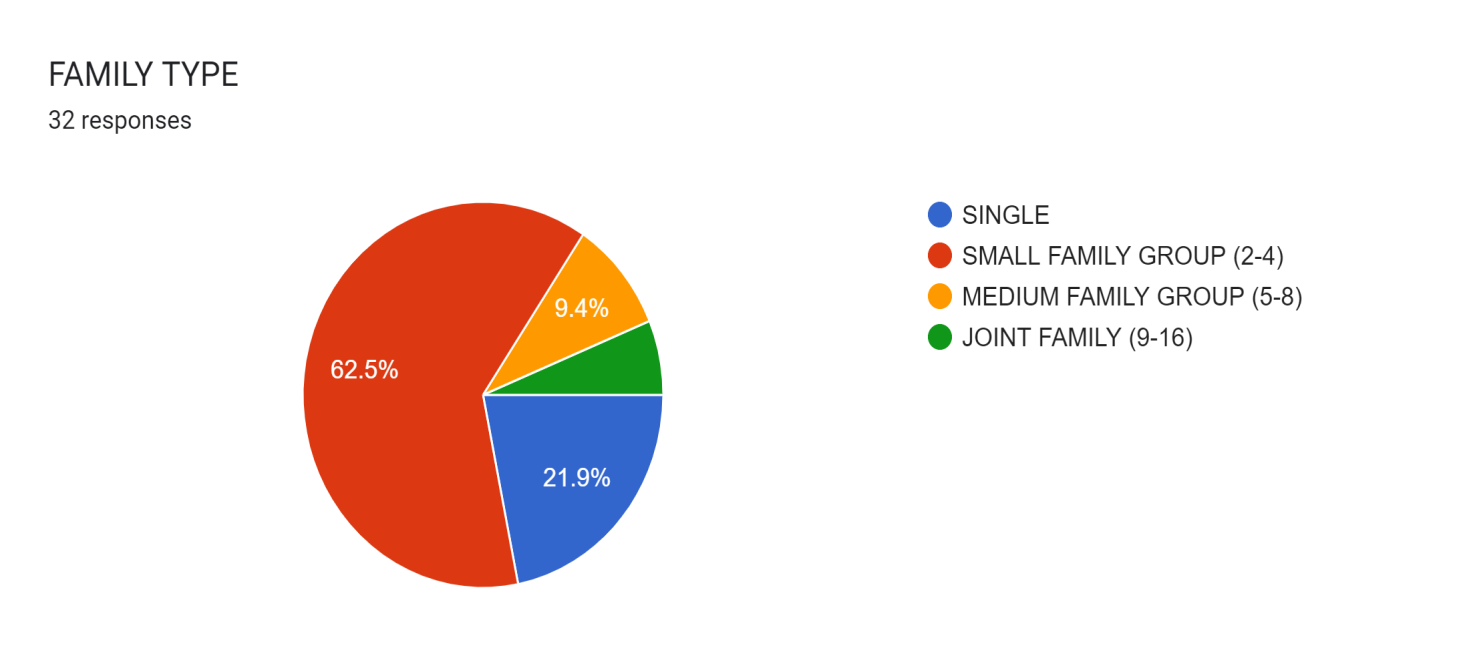 FAMILY TYPE
32 responses
SINGLE
SMALL FAMILY GROUP (2-4)
MEDIUM FAMILY GROUP (5-8)
JOINT FAMILY (9-16)
9.4%
62.5%
21.9%